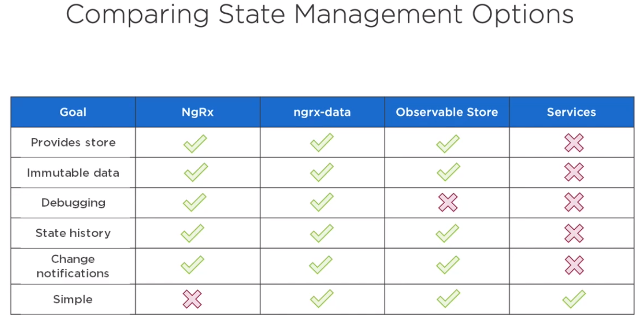 Comparing State Management Options
Goal NgRx ngrx-data Observable Store Services
Provides store
Immutable data
Debugging
State history
Change
notifications
Simple